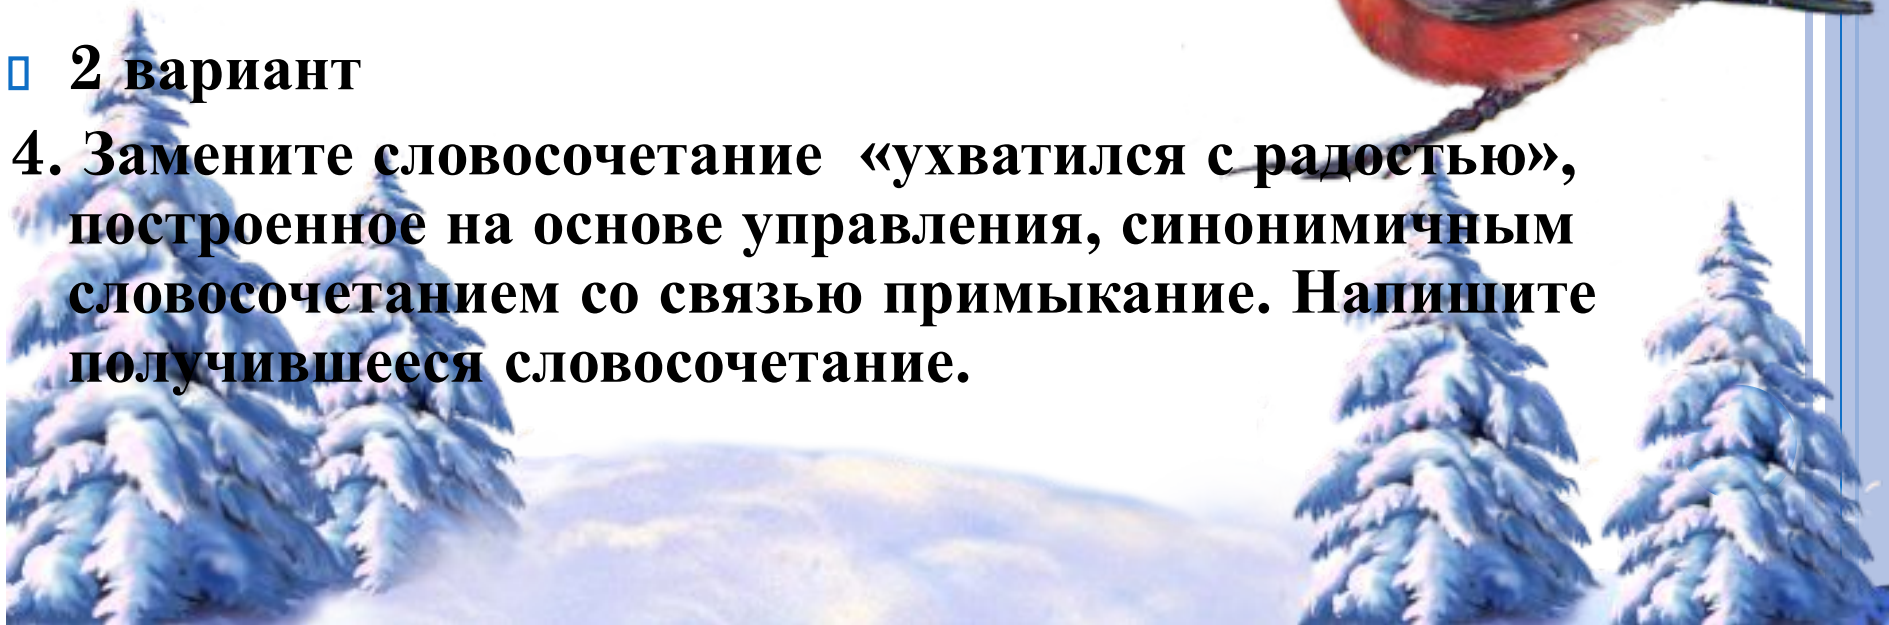 2 вариант
4. Замените словосочетание «ухватился с радостью»,
построенное на основе управления, синонимичным
словосочетанием со связью примыкание. Напишите
получившееся словосочетание.